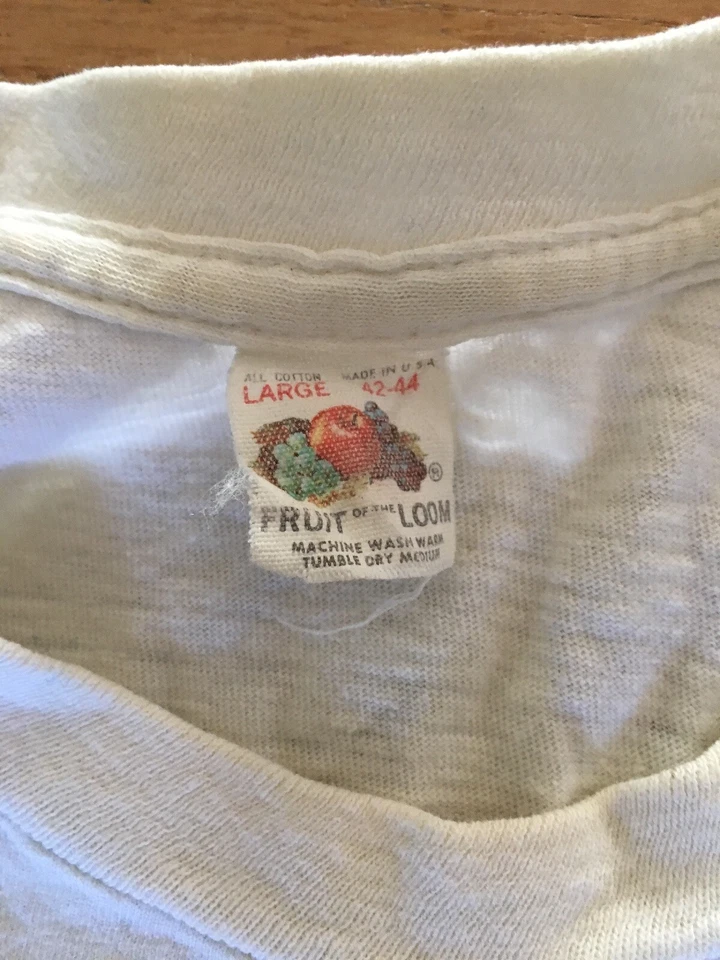 ALL COTTON MADE IN U S A
LARGE 42-44
®
FRUIT OF THE LOOM
MACHINE WASH WARM
TUMBLE DRY MEDIUM